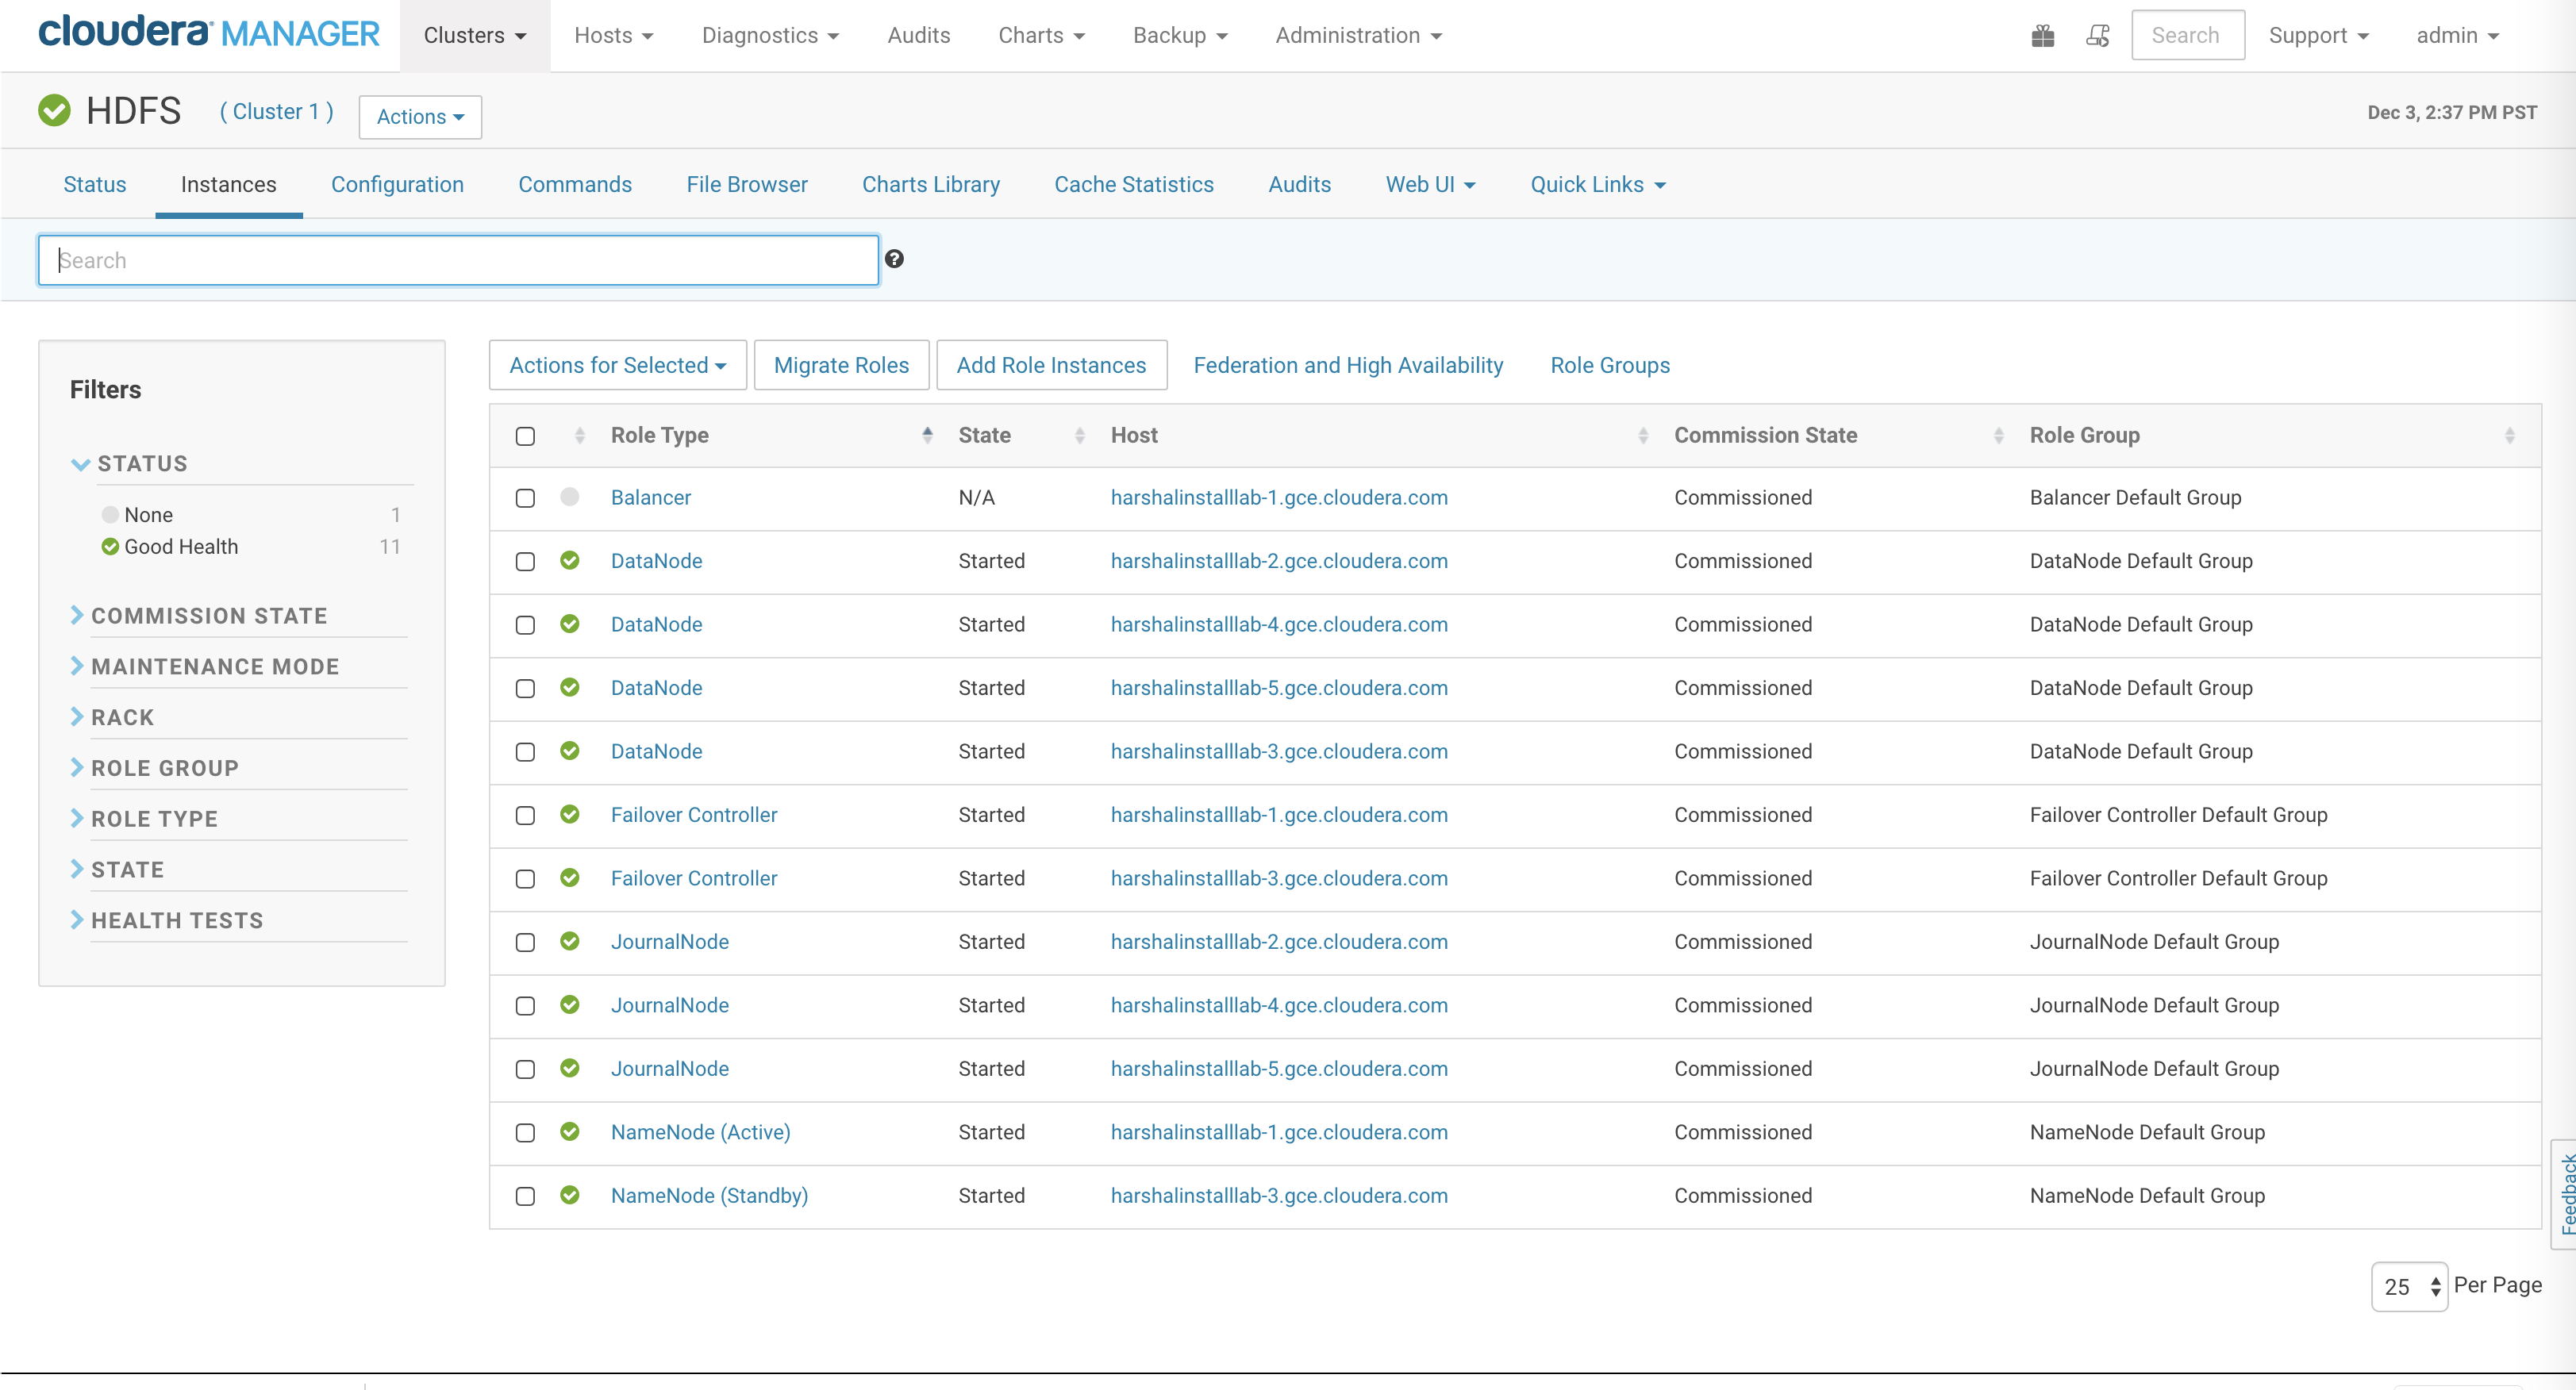 cloudera MANAGER Clusters Hosts Diagnostics Audits Charts Backup Administration Search Support admin
HDFS ( Cluster 1 ) Actions Dec 3, 2:37 PM PST
Status Instances Configuration Commands File Browser Charts Library Cache Statistics Audits Web UI Quick Links
Search ?
Filters
STATUS
None 1
Good Health 11
COMMISSION STATE
MAINTENANCE MODE
RACK
ROLE GROUP
ROLE TYPE
STATE
HEALTH TESTS
Actions for Selected Migrate Roles Add Role Instances Federation and High Availability Role Groups
Role Type State Host Commission State Role Group
Balancer N/A harshalinstalllab-1.gce.cloudera.com Commissioned Balancer Default Group
DataNode Started harshalinstalllab-2.gce.cloudera.com Commissioned DataNode Default Group
DataNode Started harshalinstalllab-4.gce.cloudera.com Commissioned DataNode Default Group
DataNode Started harshalinstalllab-5.gce.cloudera.com Commissioned DataNode Default Group
DataNode Started harshalinstalllab-3.gce.cloudera.com Commissioned DataNode Default Group
Failover Controller Started harshalinstalllab-1.gce.cloudera.com Commissioned Failover Controller Default Group
Failover Controller Started harshalinstalllab-3.gce.cloudera.com Commissioned Failover Controller Default Group
JournalNode Started harshalinstalllab-2.gce.cloudera.com Commissioned JournalNode Default Group
JournalNode Started harshalinstalllab-4.gce.cloudera.com Commissioned JournalNode Default Group
JournalNode Started harshalinstalllab-5.gce.cloudera.com Commissioned JournalNode Default Group
NameNode (Active) Started harshalinstalllab-1.gce.cloudera.com Commissioned NameNode Default Group
NameNode (Standby) Started harshalinstalllab-3.gce.cloudera.com Commissioned NameNode Default Group
Feedback
25 Per Page